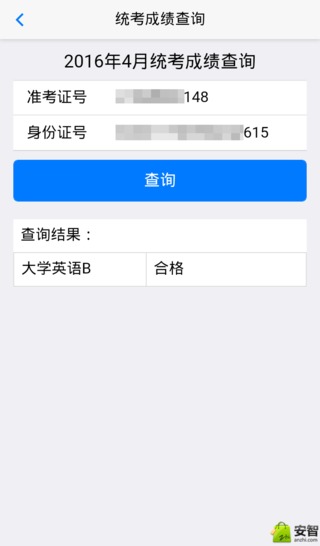 统考成绩查询
2016年4月统考成绩查询
准考证号 148
身份证号 615
查询
查询结果：
大学英语B 合格
安智
anzhi.com